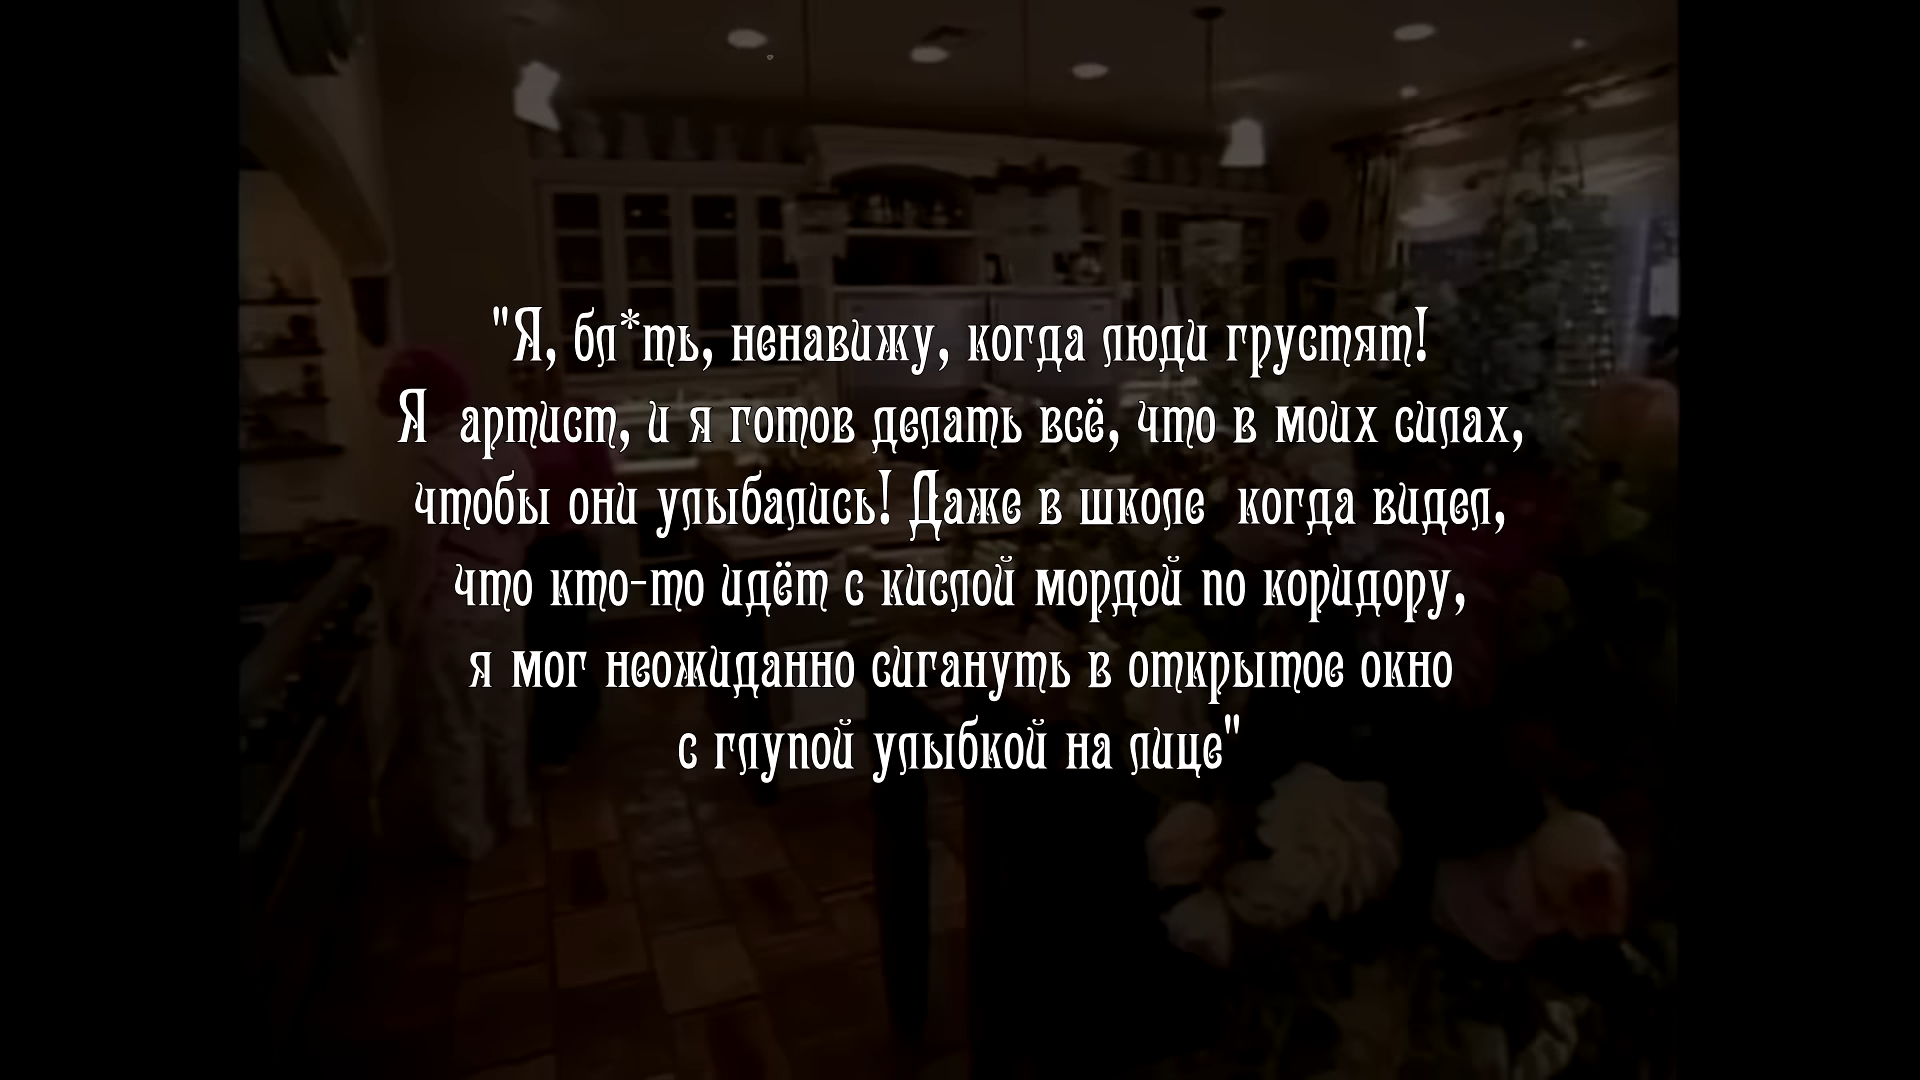 "Я, бл*ть, ненавижу, когда люди грустят!
Я  артист, и я готов делать всё, что в моих силах,
чтобы они улыбались! Даже в школе  когда видел,
что кто-то идёт с кислой мордой по коридору,
я мог неожиданно сигануть в открытое окно
с глупой улыбкой на лице"